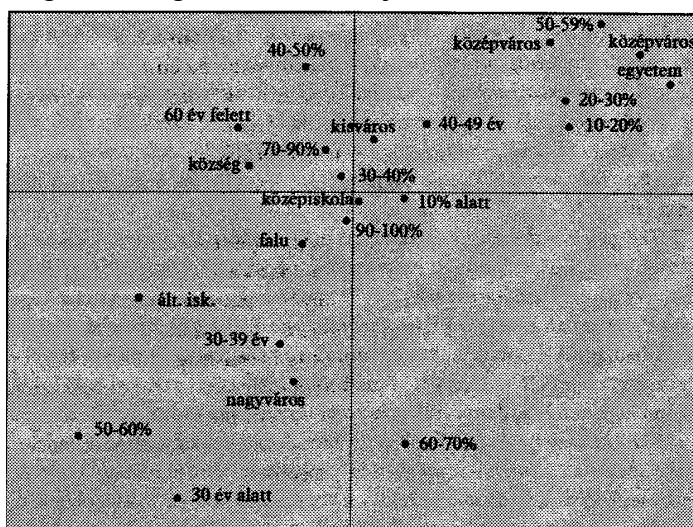 50-59%
40-50%
középváros
középváros
egyetem
20-30%
60 év felett
kisváros
40-49 év
10-20%
70-90%
község
30-40%
középiskola
10% alatt
90-100%
falu
ált. isk.
30-39 év
nagyváros
50-60%
60-70%
30 év alatt